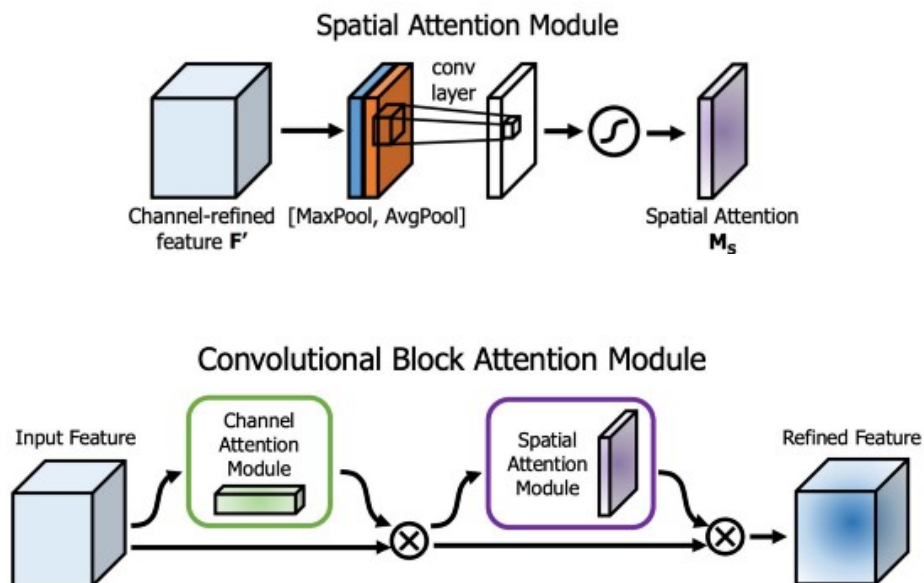 Spatial Attention Module
conv
layer
Channel-refined
feature F'
[MaxPool, AvgPool]
Spatial Attention
Ms
Convolutional Block Attention Module
Input Feature
Channel
Attention
Module
Spatial
Attention
Module
Refined Feature